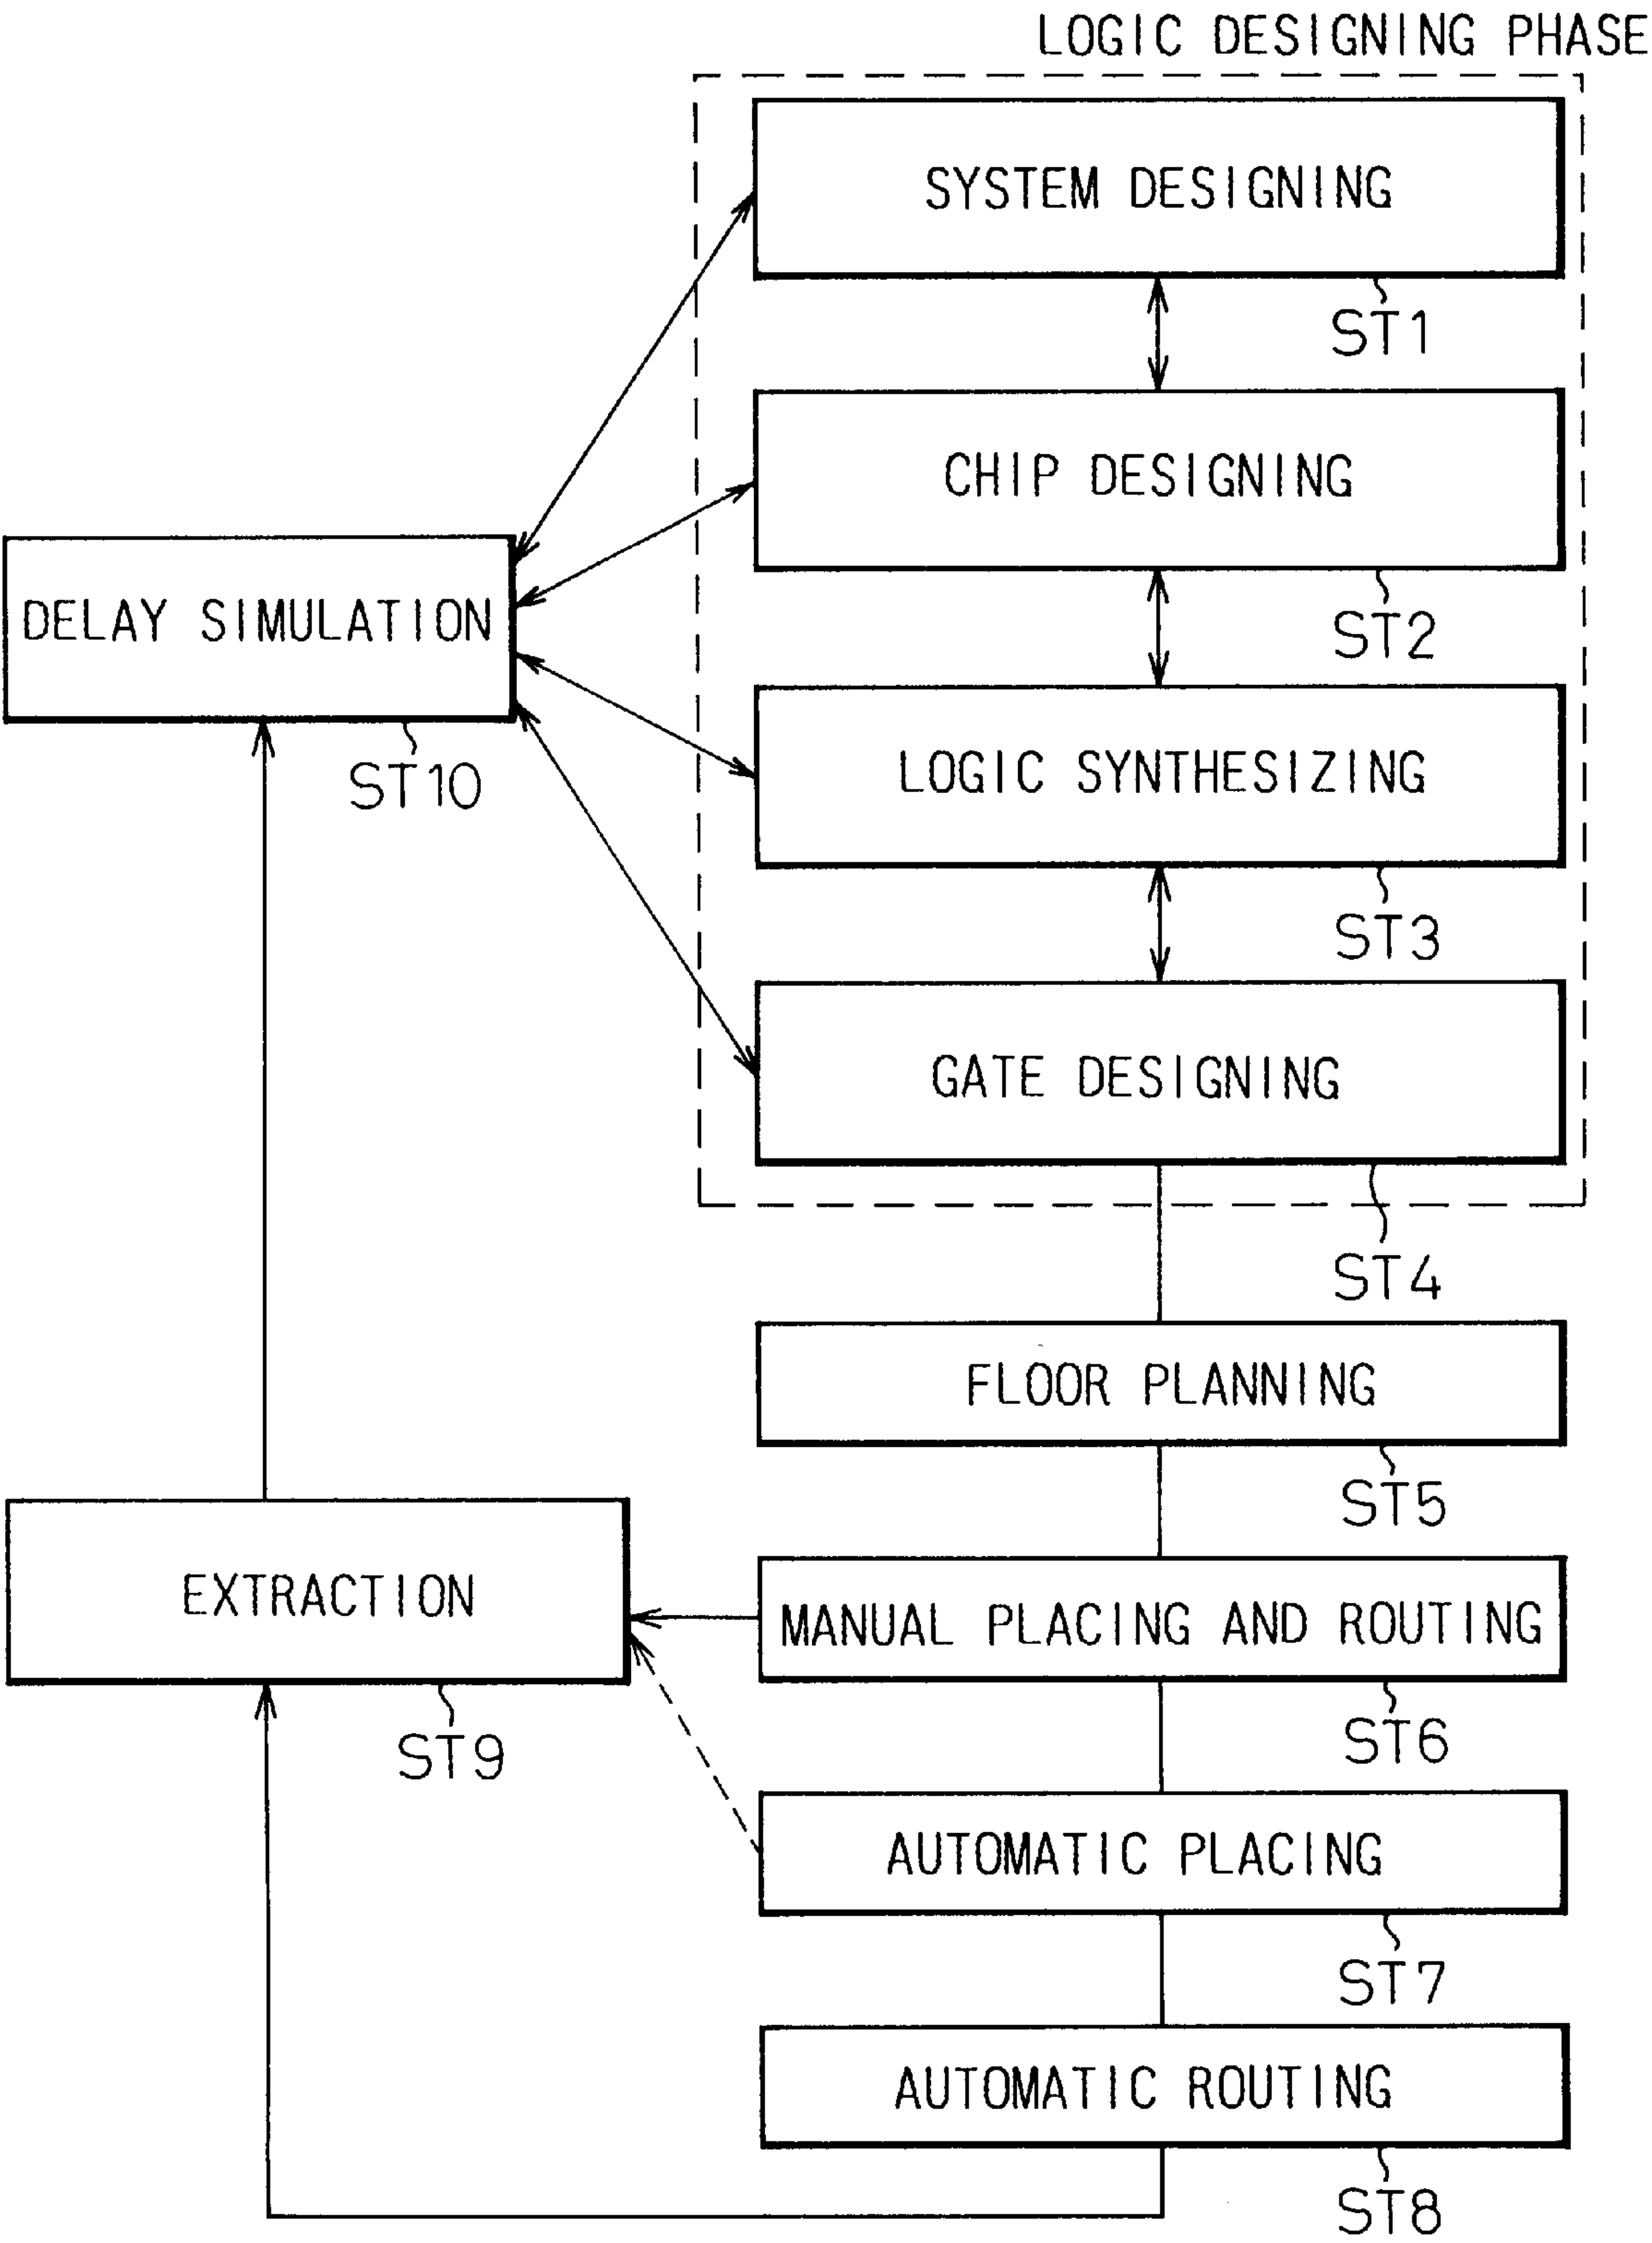 LOGIC DESIGNING PHASE
SYSTEM DESIGNING
ST1
CHIP DESIGNING
ST2
DELAY SIMULATION
ST10
LOGIC SYNTHESIZING
ST3
GATE DESIGNING
ST4
FLOOR PLANNING
ST5
EXTRACTION
ST9
MANUAL PLACING AND ROUTING
ST6
AUTOMATIC PLACING
ST7
AUTOMATIC ROUTING
ST8